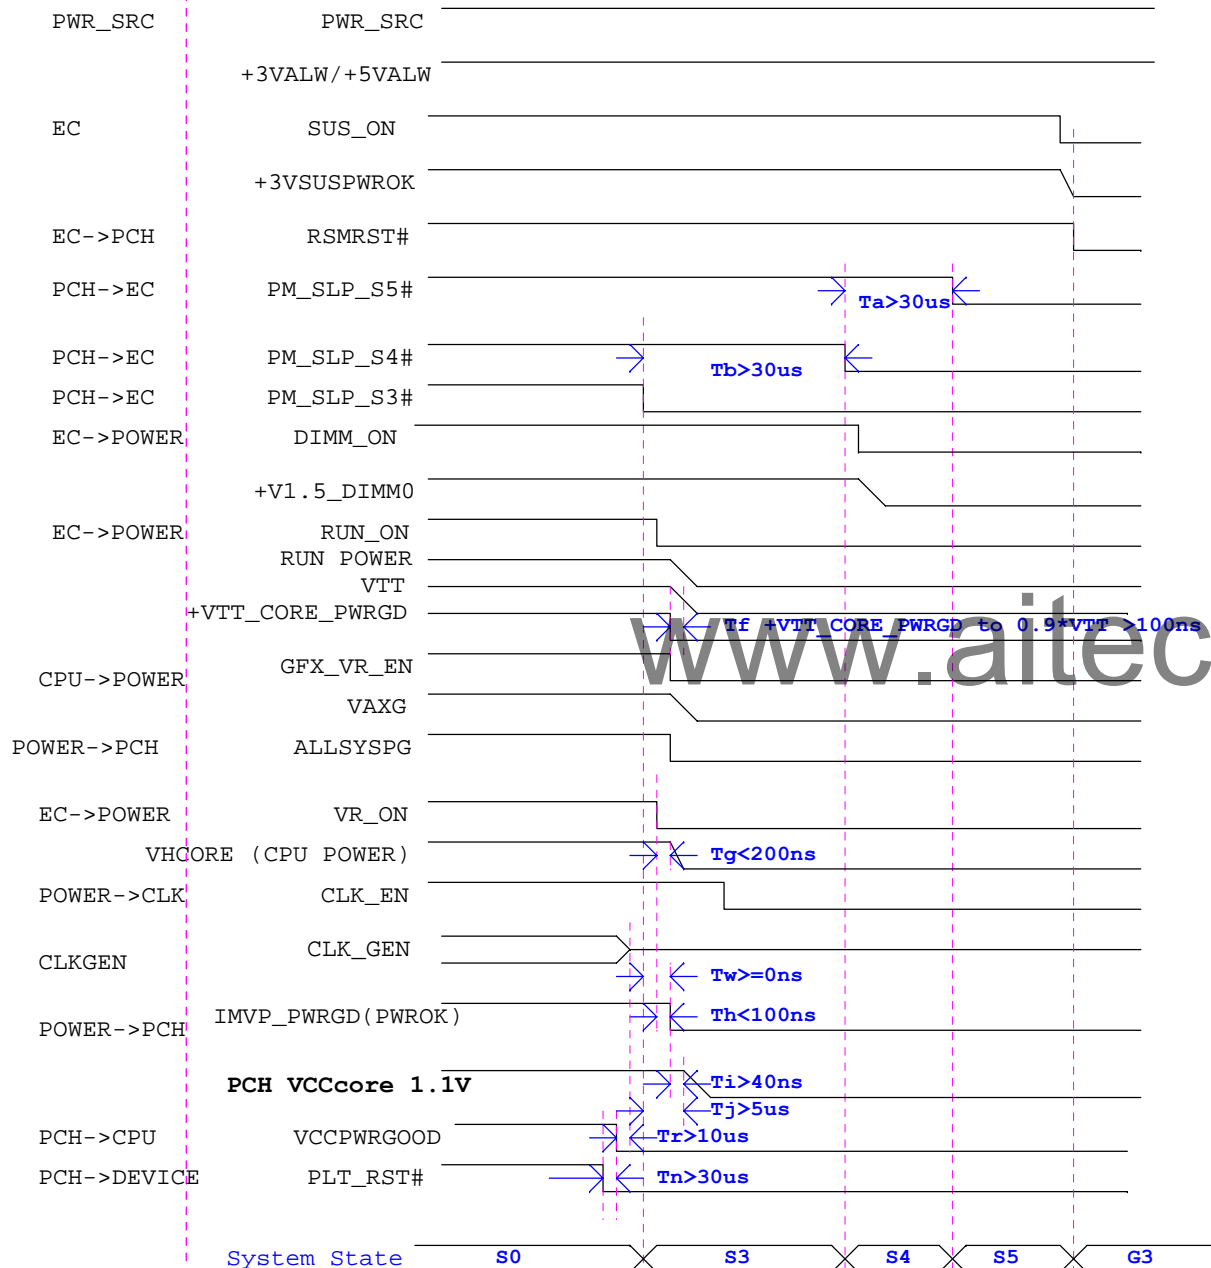 PWR_SRC PWR_SRC
+3VALW/+5VALW
EC SUS_ON
+3VSUSPWROK
EC->PCH RSMRST#
PCH->EC PM_SLP_S5# Ta>30us
PCH->EC PM_SLP_S4# Tb>30us
PCH->EC PM_SLP_S3#
EC->POWER DIMM_ON
+V1.5_DIMM0
EC->POWER RUN_ON
RUN POWER
VTT
+VTT_CORE_PWRGD Tf +VTT_CORE_PWRGD to 0.9*VTT >100ns
www.aitec
CPU->POWER GFX_VR_EN
VAXG
POWER->PCH ALLSYSPG
EC->POWER VR_ON
VHCORE (CPU POWER) Tg<200ns
POWER->CLK CLK_EN
CLKGEN CLK_GEN
Tw>=0ns
POWER->PCH IMVP_PWRGD(PWROK) Th<100ns
PCH VCCcore 1.1V Ti>40ns
Tj>5us
PCH->CPU VCCPWRGOOD Tr>10us
PCH->DEVICE PLT_RST# Tn>30us
System State S0 S3 S4 S5 G3